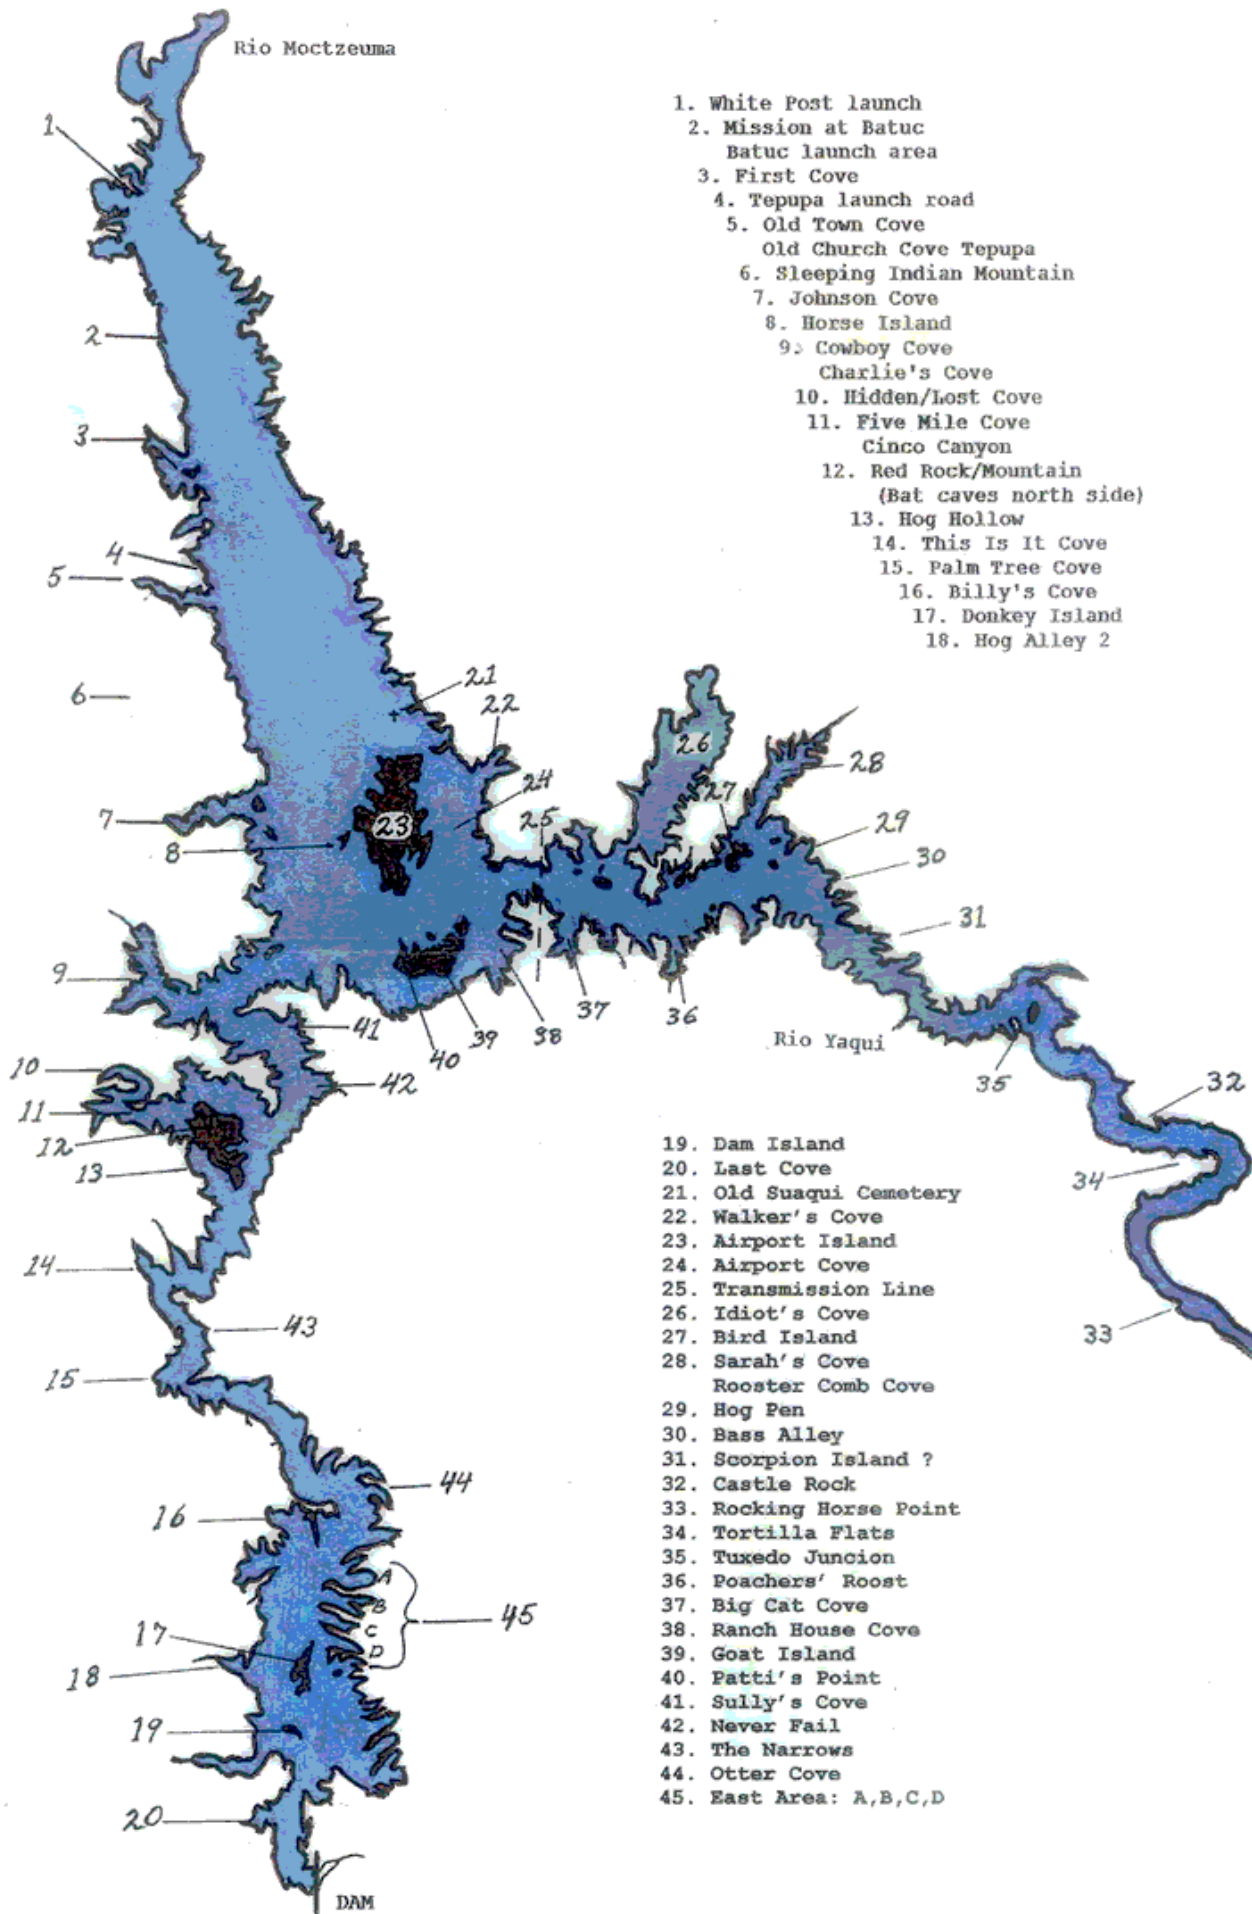 Rio Moctzeuma
1. White Post launch
2. Mission at Batuc
Batuc launch area
3. First Cove
4. Tepupa launch road
5. Old Town Cove
Old Church Cove Tepupa
6. Sleeping Indian Mountain
7. Johnson Cove
8. Horse Island
9. Cowboy Cove
Charlie's Cove
10. Hidden/Lost Cove
11. Five Mile Cove
Cinco Canyon
12. Red Rock/Mountain
(Bat caves north side)
13. Hog Hollow
14. This Is It Cove
15. Palm Tree Cove
16. Billy's Cove
17. Donkey Island
18. Hog Alley 2
1
2
3
4
5
6
21
22
26
28
24
27
7
23
25
29
8
30
31
9
37
36
41
39
38
40
Rio Yaqui
35
10
42
32
11
12
13
34
14
43
33
15
44
16
A
B
C
D
45
17
18
19
20
DAM
19. Dam Island
20. Last Cove
21. Old Suaqui Cemetery
22. Walker's Cove
23. Airport Island
24. Airport Cove
25. Transmission Line
26. Idiot's Cove
27. Bird Island
28. Sarah's Cove
Rooster Comb Cove
29. Hog Pen
30. Bass Alley
31. Scorpion Island ?
32. Castle Rock
33. Rocking Horse Point
34. Tortilla Flats
35. Tuxedo Juncion
36. Poachers' Roost
37. Big Cat Cove
38. Ranch House Cove
39. Goat Island
40. Patti's Point
41. Sully's Cove
42. Never Fail
43. The Narrows
44. Otter Cove
45. East Area: A,B,C,D